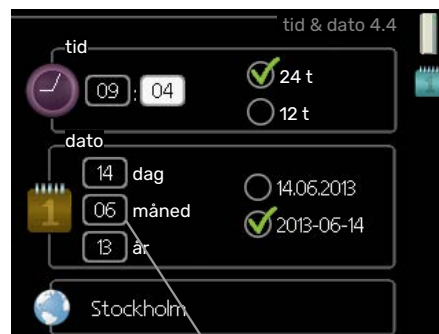 tid & dato 4.4
tid
09 : 04
24 t
12 t
dato
14 dag
06 måned
13 år
14.06.2013
2013-06-14
Stockholm